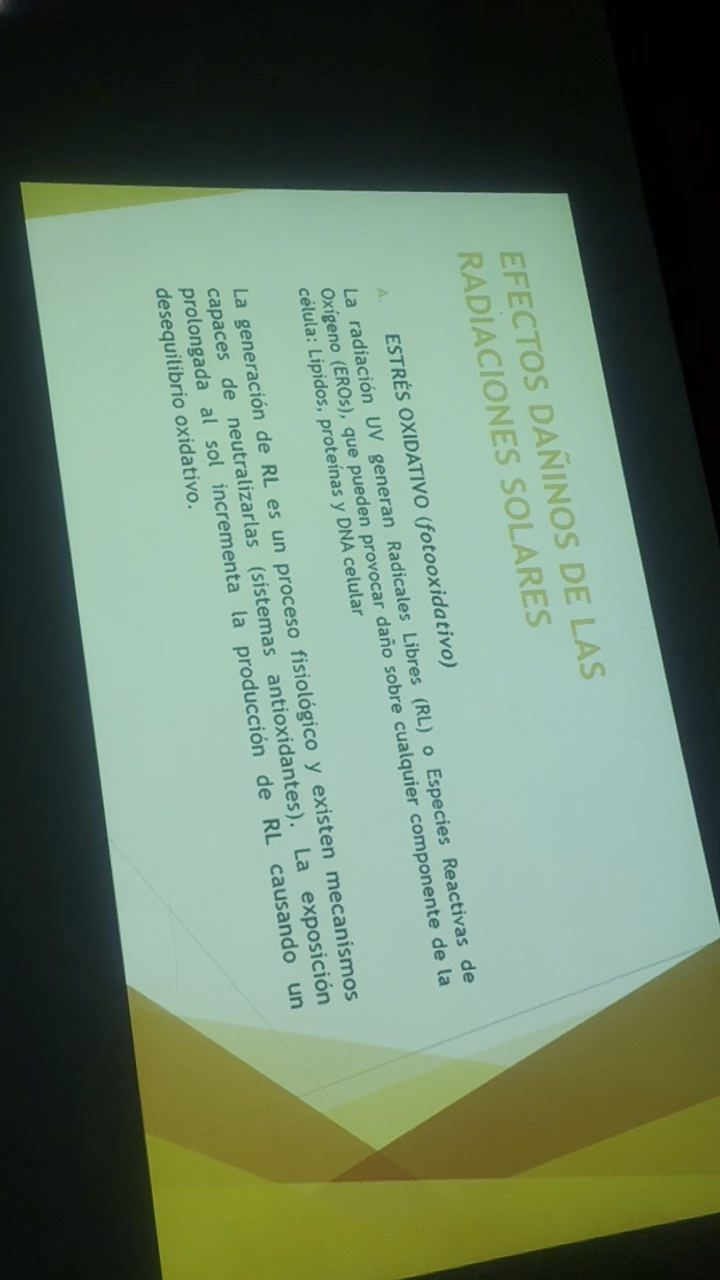 EFECTOS DAÑINOS DE LAS
RADIACIONES SOLARES
A. ESTRÉS OXIDATIVO (fotooxidativo)
La radiación UV generan Radicales Libres (RL) o Especies Reactivas de
Oxígeno (EROs), que pueden provocar daño sobre cualquier componente de la
célula: Lipidos, proteínas y DNA celular
La generación de RL es un proceso fisiológico y existen mecanismos
capaces de neutralizarlas (sistemas antioxidantes). La exposición
prolongada al sol incrementa la producción de RL causando un
desequilibrio oxidativo.